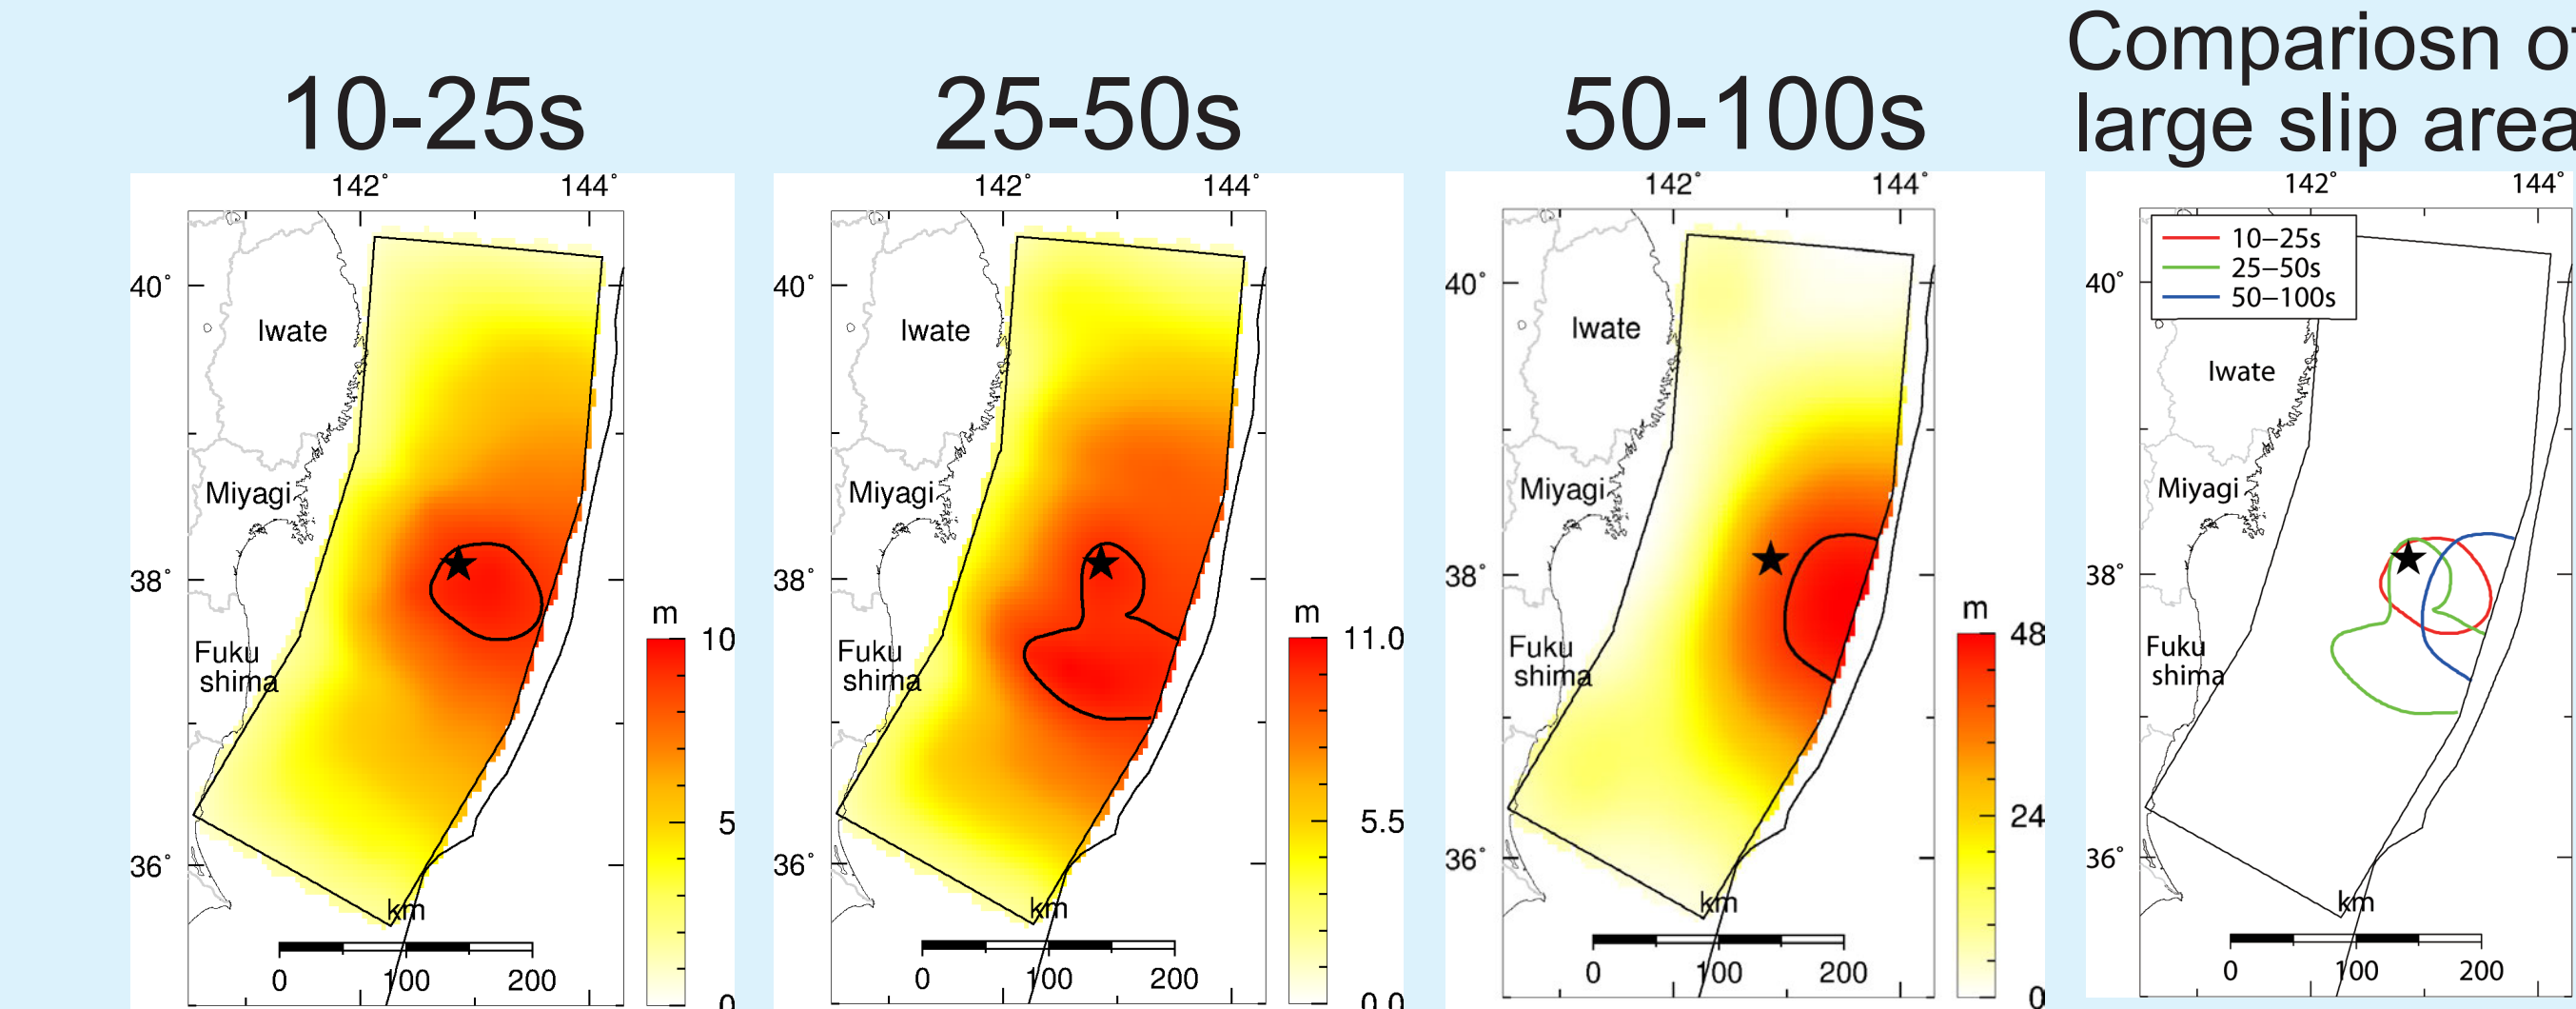 10-25s
142° 144°
40°
38°
36°
Iwate
Miyagi
Fuku
shima
km
0 100 200
m
10
5
0
25-50s
142° 144°
40°
38°
36°
Iwate
Miyagi
Fuku
shima
km
0 100 200
m
11.0
5.5
0.0
50-100s
142° 144°
40°
38°
36°
Iwate
Miyagi
Fuku
shima
km
0 100 200
m
48
24
0
Compariosn of
large slip area
142° 144°
10–25s
25–50s
50–100s
40°
38°
36°
Iwate
Miyagi
Fuku
shima
km
0 100 200